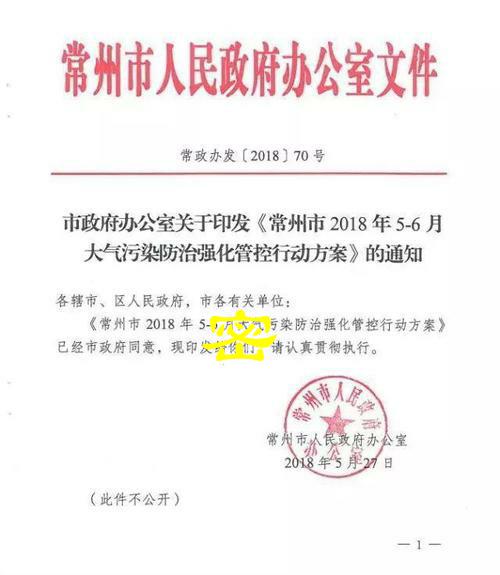 常州市人民政府办公室文件
常政办发〔2018〕70号
市政府办公室关于印发《常州市2018年5-6月
大气污染防治强化管控行动方案》的通知
各辖市、区人民政府，市各有关单位：
《常州市2018年5-6月大气污染防治强化管控行动方案》
已经市政府同意，现印发给你们，请认真贯彻执行。
密
常州市人民政府
办公室
常州市人民政府办公室
2018年5月27日
（此件不公开）
－1－